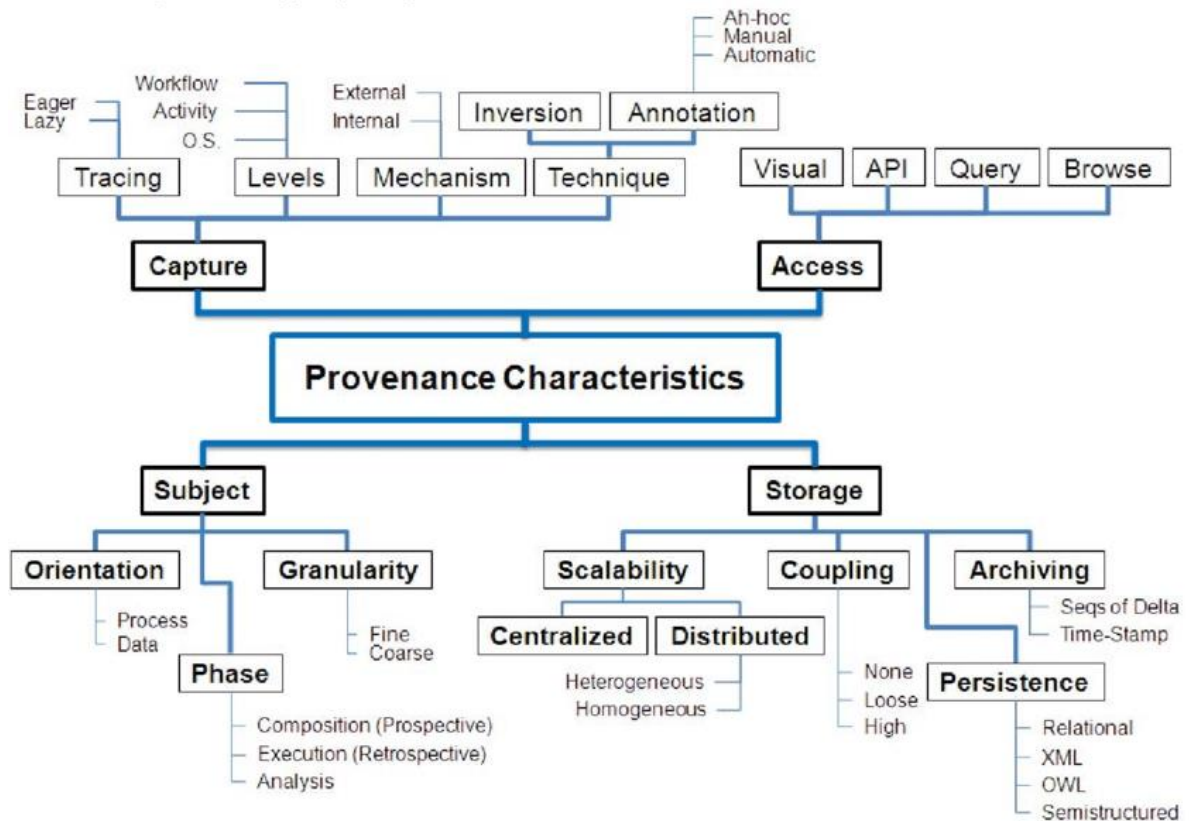 Ah-hoc
Manual
Automatic
Workflow
Activity
O.S.
Eager
Lazy
External
Internal
Inversion
Annotation
Tracing
Levels
Mechanism
Technique
Visual
API
Query
Browse
Capture
Access
Provenance Characteristics
Subject
Storage
Orientation
Granularity
Scalability
Coupling
Archiving
Process
Data
Fine
Coarse
Phase
Composition (Prospective)
Execution (Retrospective)
Analysis
Centralized
Distributed
Heterogeneous
Homogeneous
None
Loose
High
Seqs of Delta
Time-Stamp
Persistence
Relational
XML
OWL
Semistructured